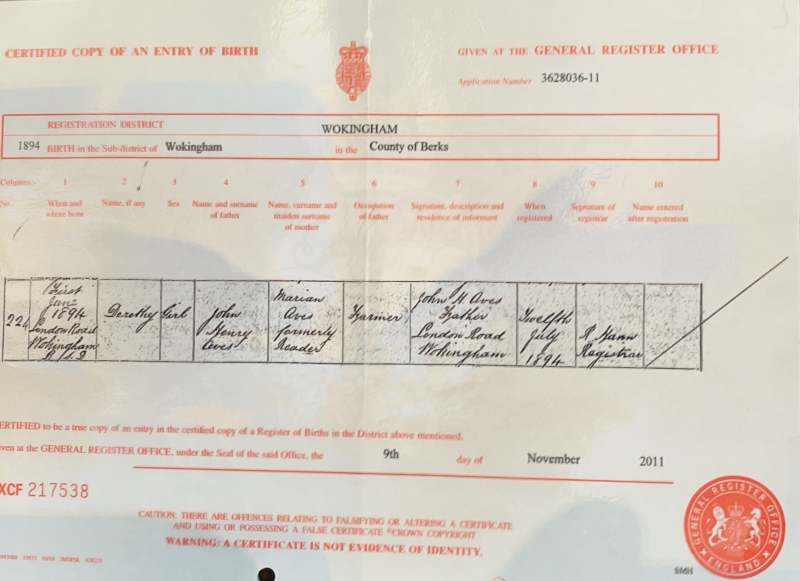 CERTIFIED COPY OF AN ENTRY OF BIRTH
GIVEN AT THE GENERAL REGISTER OFFICE
Application Number 3628036-11
REGISTRATION DISTRICT
WOKINGHAM
1894 BIRTH in the Sub-district of Wokingham in the County of Berks
Columns:- 1 2 3 4 5 6 7 8 9 10
No. When and where born Name, if any Sex Name and surname of father Name, surname and maiden surname of mother Occupation of father Signature, description and residence of informant When registered Signature of registrar Name entered after registration
224
First
June
1894
London Road
Wokingham
Dorothy
Girl
John
Henry
Aves
Marian
Aves
formerly
Reader
Farmer
John H Aves
Father
London Road
Wokingham
Twelfth
July
1894
Registrar
CERTIFIED to be a true copy of an entry in the certified copy of a Register of Births in the District above mentioned.
Given at the GENERAL REGISTER OFFICE, under the Seal of the said Office, the 9th day of November 2011
XCF 217538
CAUTION: THERE ARE OFFENCES RELATING TO FALSIFYING OR ALTERING A CERTIFICATE
AND USING OR POSSESSING A FALSE CERTIFICATE ©CROWN COPYRIGHT
WARNING: A CERTIFICATE IS NOT EVIDENCE OF IDENTITY.
GENERAL REGISTER OFFICE
ENGLAND
SMH